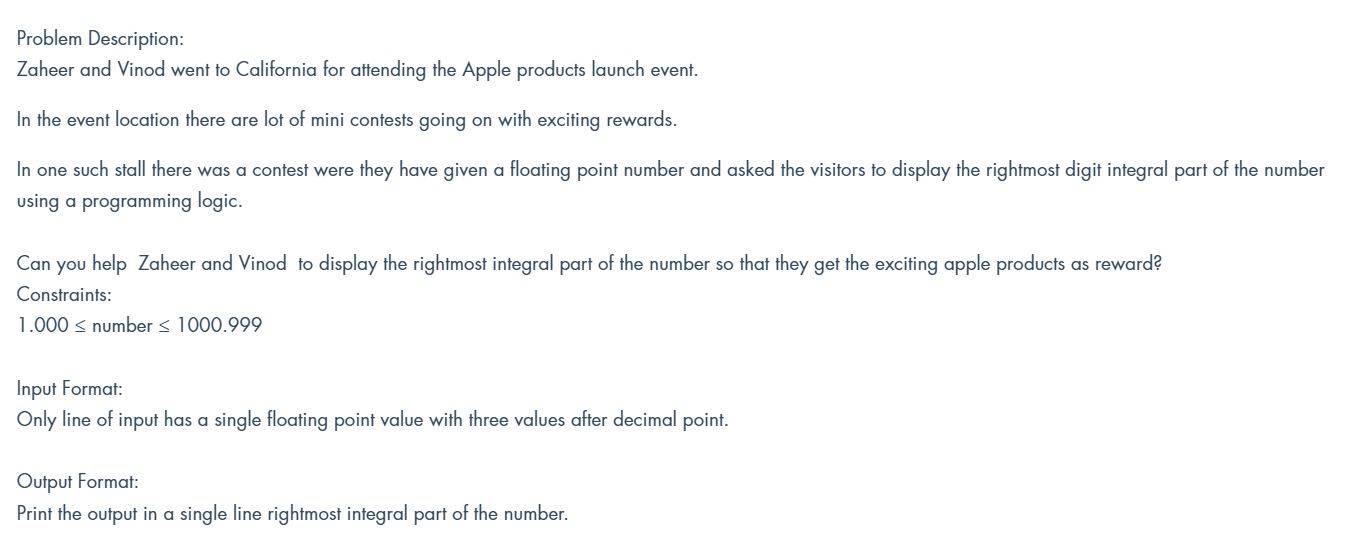 Problem Description:
Zaheer and Vinod went to California for attending the Apple products launch event.
In the event location there are lot of mini contests going on with exciting rewards.
In one such stall there was a contest were they have given a floating point number and asked the visitors to display the rightmost digit integral part of the number
using a programming logic.
Can you help  Zaheer and Vinod  to display the rightmost integral part of the number so that they get the exciting apple products as reward?
Constraints:
1.000 ≤ number ≤ 1000.999
Input Format:
Only line of input has a single floating point value with three values after decimal point.
Output Format:
Print the output in a single line rightmost integral part of the number.